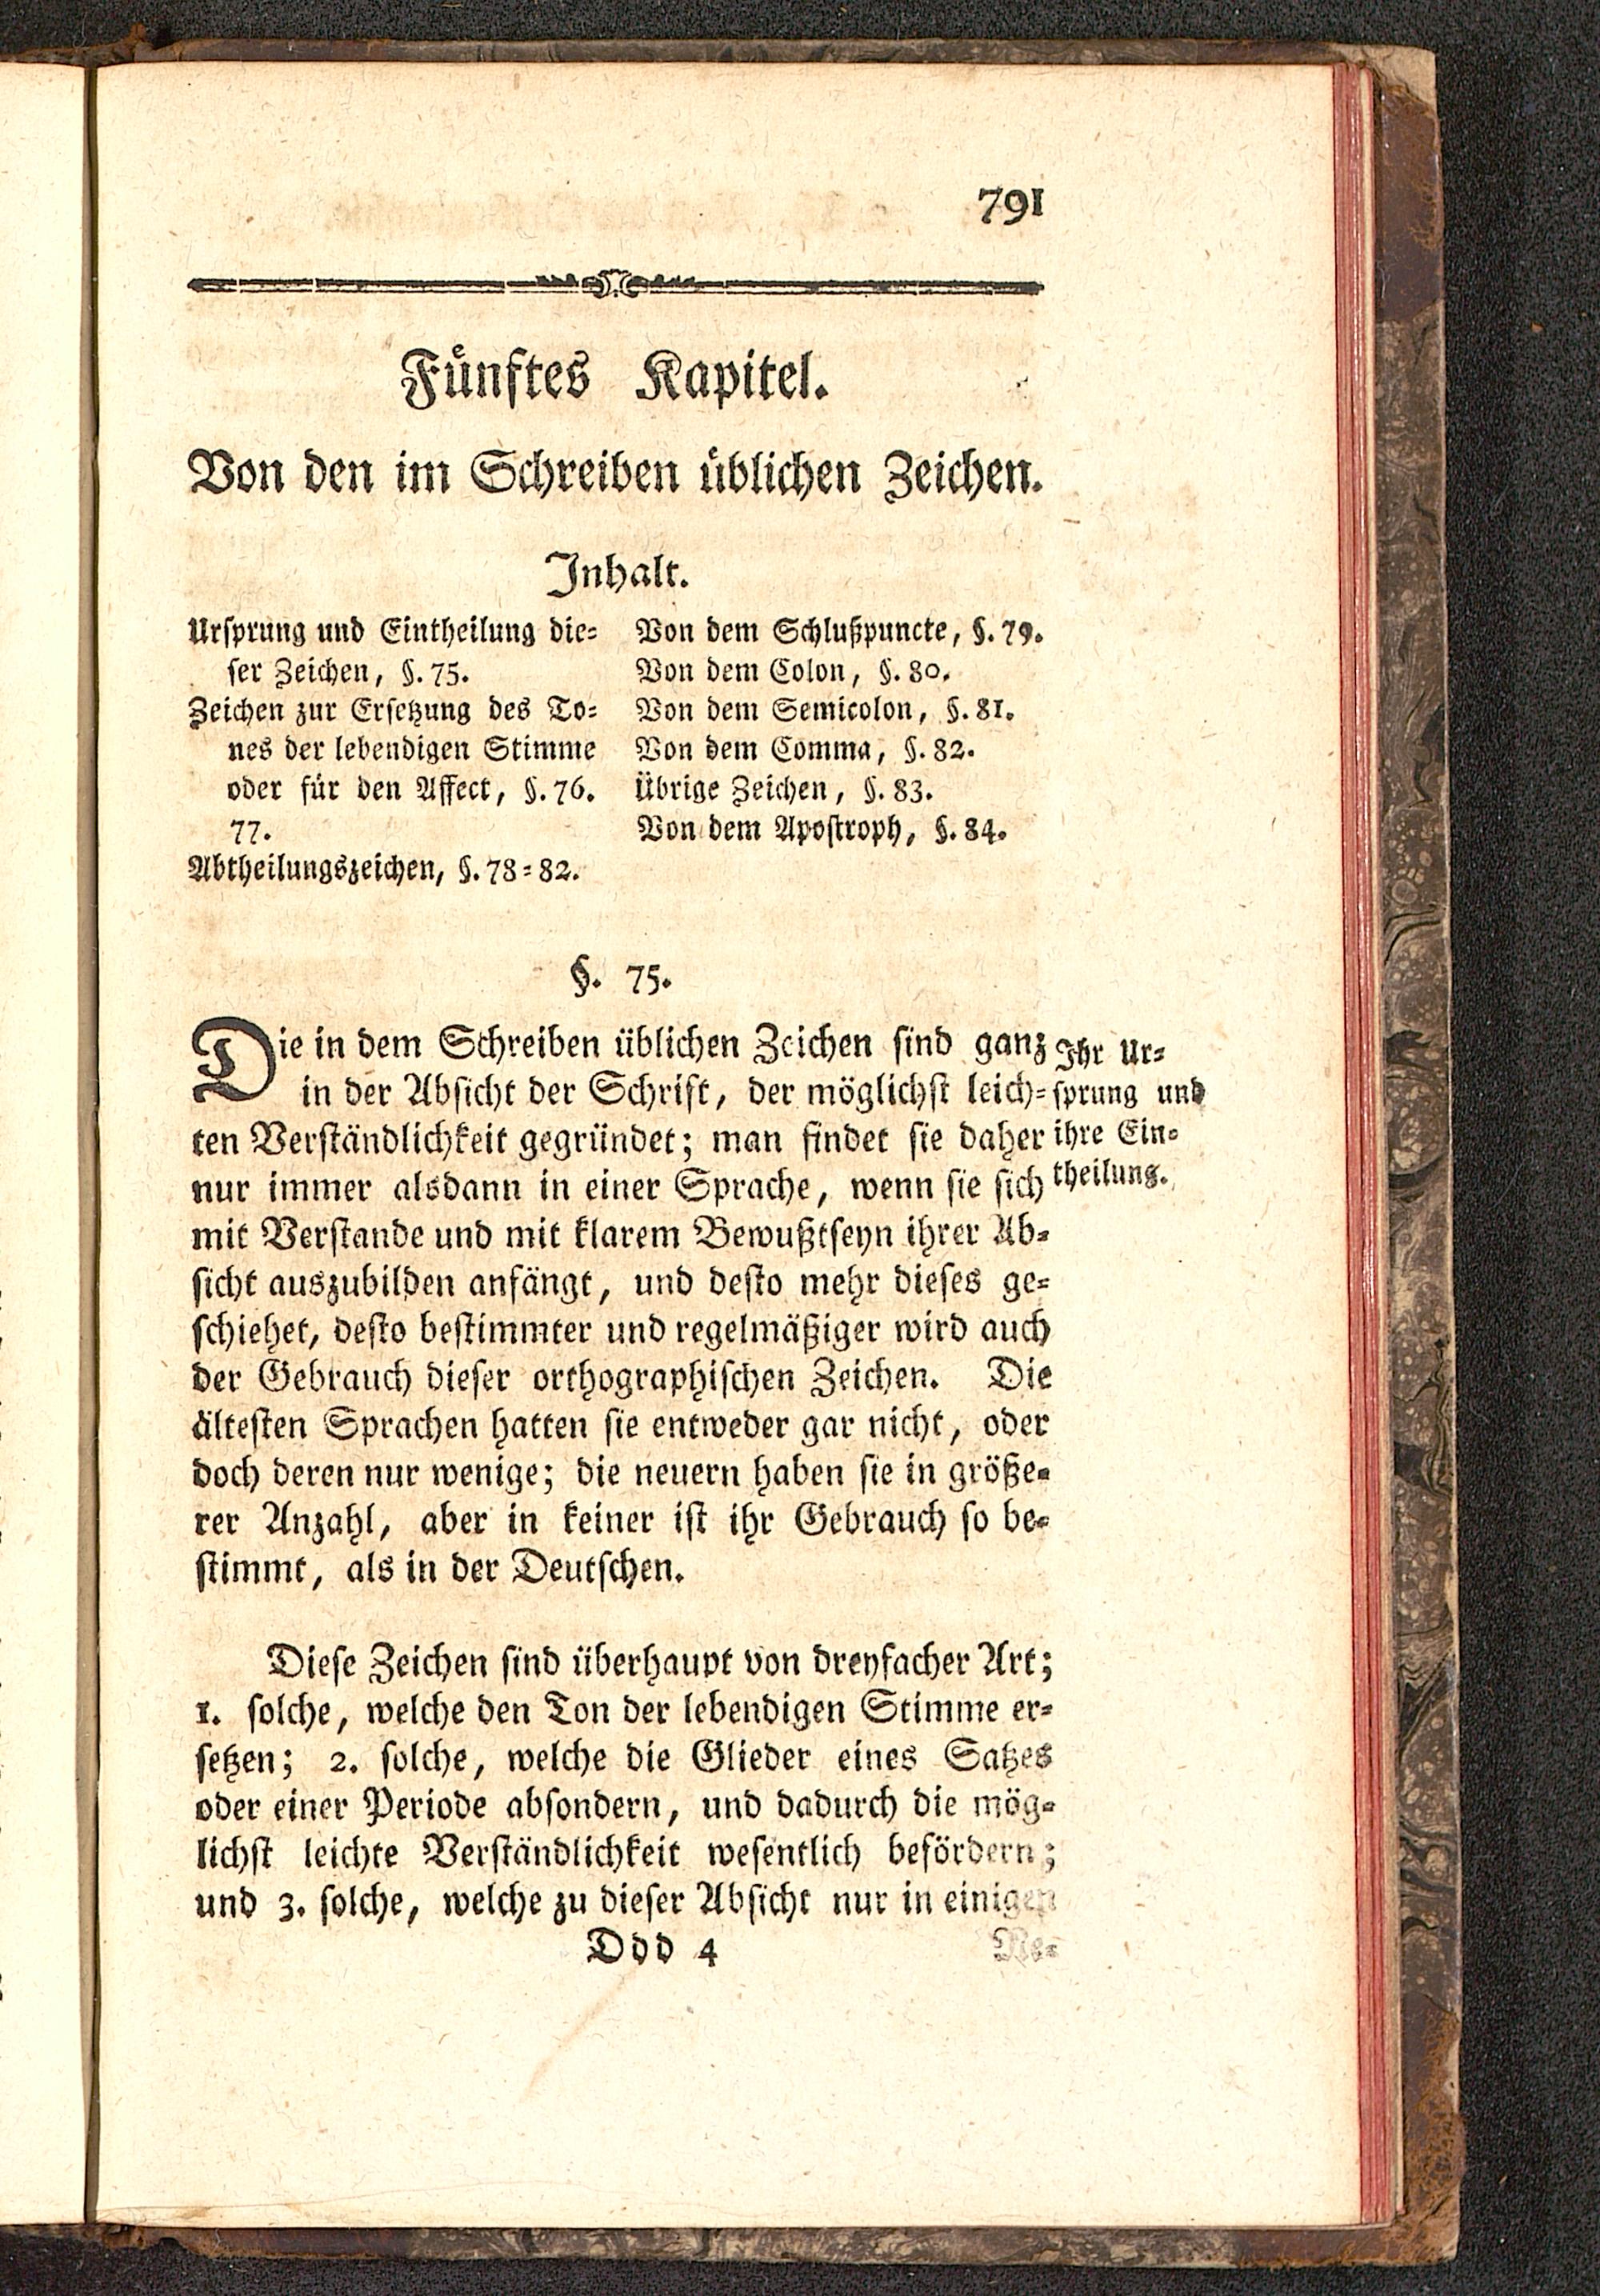 791
Fünftes Kapitel.
Von den im Schreiben üblichen Zeichen.
Inhalt.
Ursprung und Eintheilung die⸗
ser Zeichen, §. 75.
Zeichen zur Ersetzung des To⸗
nes der lebendigen Stimme
oder für den Affect, §. 76.
77.
Abtheilungszeichen, §. 78⸗82.
Von dem Schlußpuncte, §. 79.
Von dem Colon, §. 80.
Von dem Semicolon, §. 81.
Von dem Comma, §. 82.
Übrige Zeichen, §. 83.
Von dem Apostroph, §. 84.
§. 75.
Die in dem Schreiben üblichen Zeichen sind ganz
in der Absicht der Schrift, der möglichst leich⸗
ten Verständlichkeit gegründet; man findet sie daher
nur immer alsdann in einer Sprache, wenn sie sich
mit Verstande und mit klarem Bewußtseyn ihrer Ab⸗
sicht auszubilden anfängt, und desto mehr dieses ge⸗
schiehet, desto bestimmter und regelmäßiger wird auch
der Gebrauch dieser orthographischen Zeichen. Die
ältesten Sprachen hatten sie entweder gar nicht, oder
doch deren nur wenige; die neuern haben sie in größe⸗
rer Anzahl, aber in keiner ist ihr Gebrauch so be⸗
stimmt, als in der Deutschen.
Ihr Ur⸗
sprung und
ihre Ein⸗
theilung.
Diese Zeichen sind überhaupt von dreyfacher Art;
1. solche, welche den Ton der lebendigen Stimme er⸗
setzen; 2. solche, welche die Glieder eines Satzes
oder einer Periode absondern, und dadurch die mög⸗
lichst leichte Verständlichkeit wesentlich befördern;
und 3. solche, welche zu dieser Absicht nur in einigen
Ddd 4